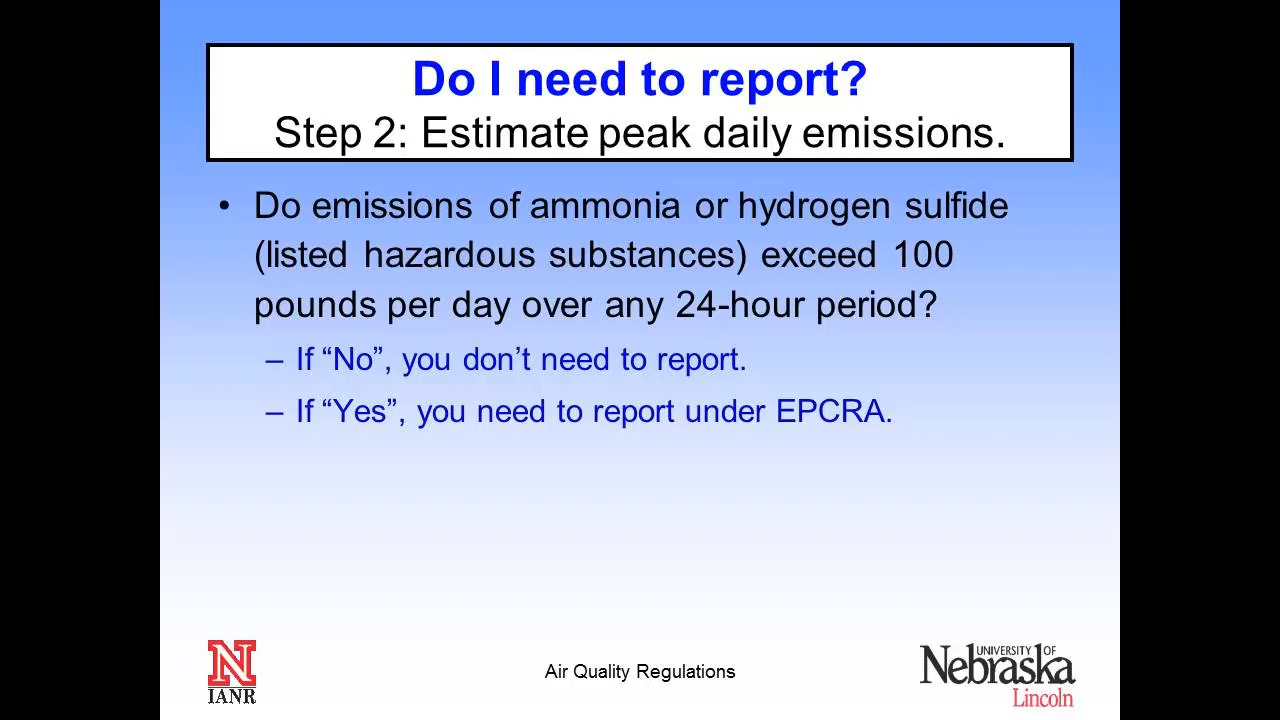 Do I need to report?
Step 2: Estimate peak daily emissions.
• Do emissions of ammonia or hydrogen sulfide
(listed hazardous substances) exceed 100
pounds per day over any 24-hour period?
– If “No”, you don’t need to report.
– If “Yes”, you need to report under EPCRA.
N
IANR
Air Quality Regulations
UNIVERSITY OF
Nebraska
Lincoln